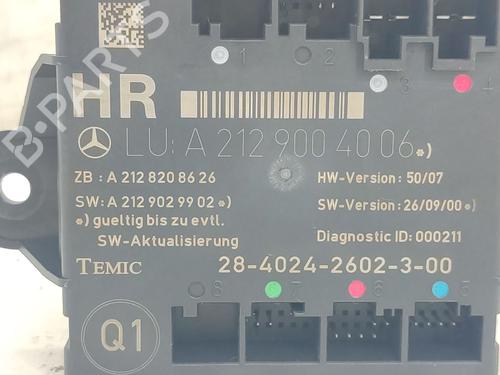 1 2 3 4
HR
LU: A 212 900 40 06 *)
ZB : A 212 820 86 26
HW-Version : 50/07
SW: A 212 902 99 02 *)
SW-Version : 26/09/00 *)
*) gueltig bis zu evtl.
SW-Aktualisierung
Diagnostic ID: 000211
TEMIC
28-4024-2602-3-00
8 7 6 5
Q1
B-PARTS